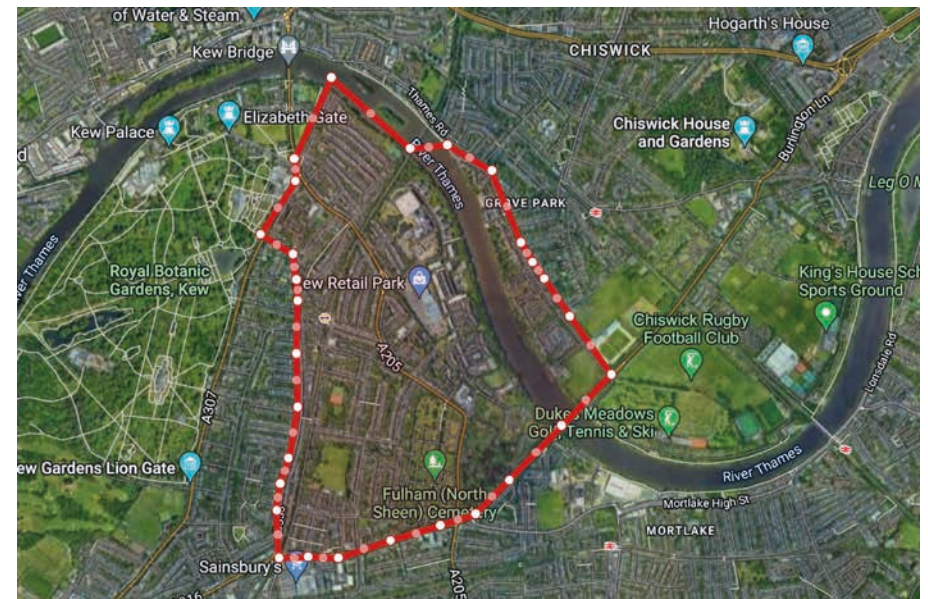 of Water & Steam
Hogarth's House
Kew Bridge
CHISWICK
Thames Rd
Elizabeth Gate
Kew Palace
Chiswick House
and Gardens
Burlington Ln
River Thames
Leg O M
GROVE PARK
River Thames
Royal Botanic
Gardens, Kew
ew Retail Park
King's House Sch
Sports Ground
Chiswick Rugby
Football Club
A205
Lonsdale Rd
A307
Dukes Meadows
Golf, Tennis & Ski
ew Gardens Lion Gate
River Thames
Fulham (North
Sheen) Cemetery
Mortlake High St
MORTLAKE
Sainsbury's
A205